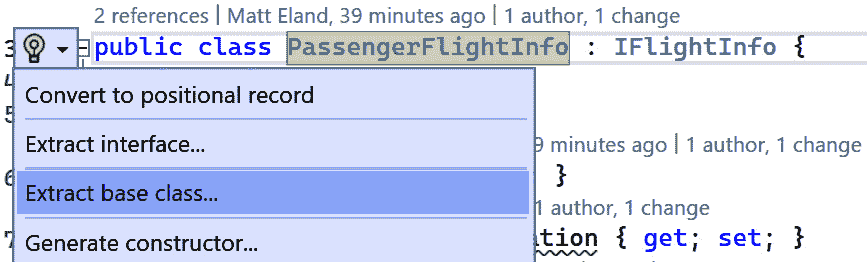 2 references | Matt Eland, 39 minutes ago | 1 author, 1 change
3 public class PassengerFlightInfo : IFlightInfo {
Convert to positional record
5
Extract interface...
9 minutes ago | 1 author, 1 change
6 }
Extract base class...
1 author, 1 change
7 ation { get; set; }
Generate constructor...